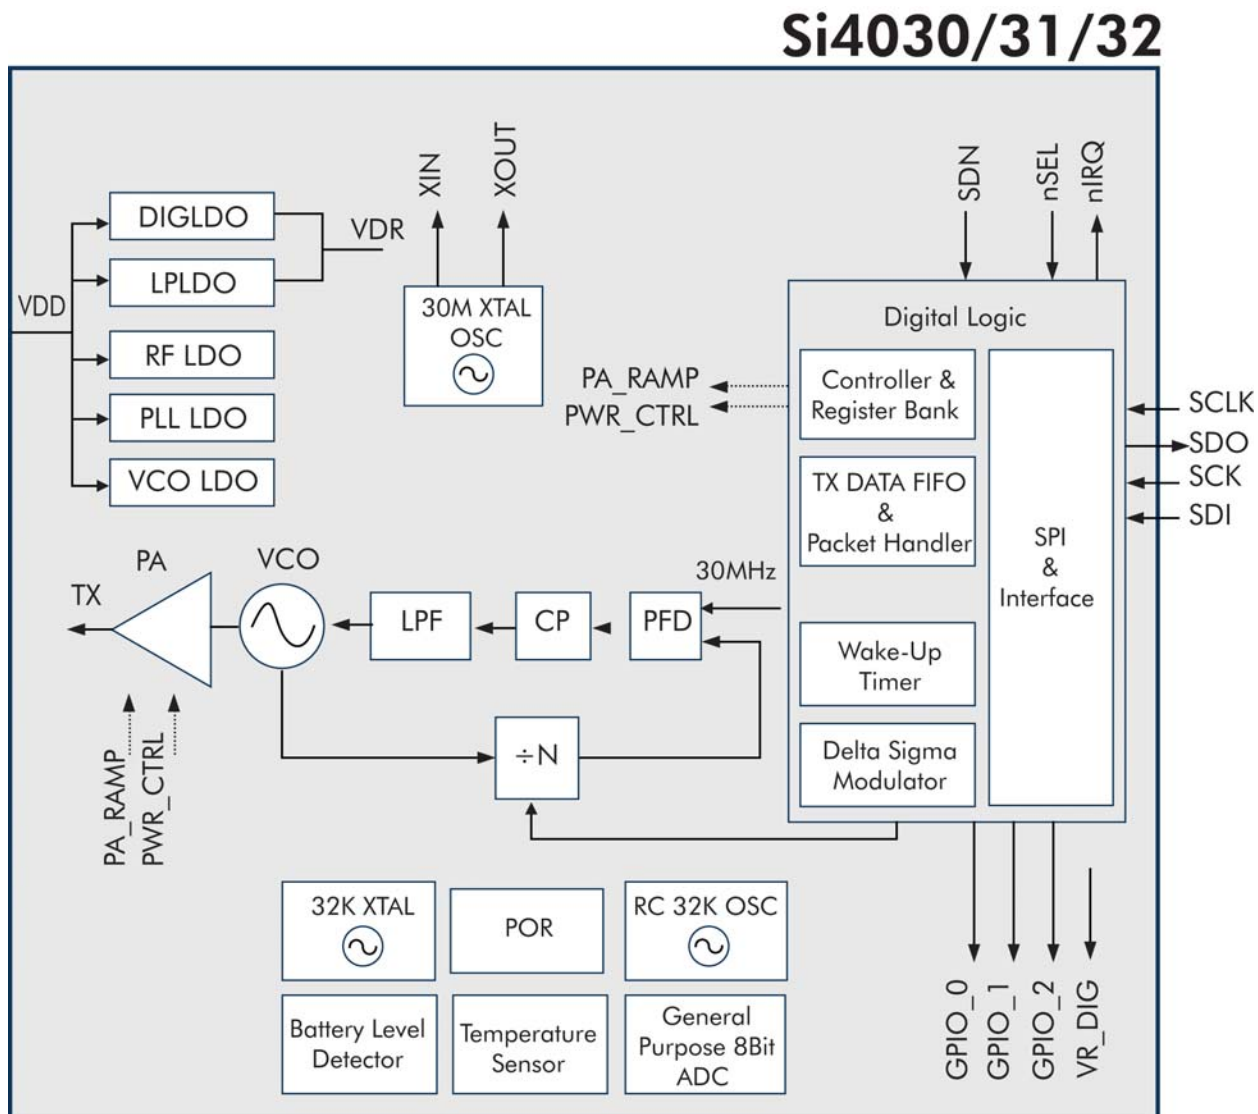 Si4030/31/32
XIN
XOUT
SDN
nSEL
nIRQ
DIGLDO
VDR
LPLDO
VDD
30M XTAL
OSC
RF LDO
PLL LDO
VCO LDO
Digital Logic
PA_RAMP
PWR_CTRL
Controller &
Register Bank
SCLK
SDO
SCK
SDI
TX DATA FIFO
&
Packet Handler
SPI
&
Interface
PA
VCO
30MHz
TX
LPF
CP
PFD
Wake-Up
Timer
÷N
Delta Sigma
Modulator
PA_RAMP
PWR_CTRL
32K XTAL
POR
RC 32K OSC
Battery Level
Detector
Temperature
Sensor
General
Purpose 8Bit
ADC
GPIO_0
GPIO_1
GPIO_2
VR_DIG